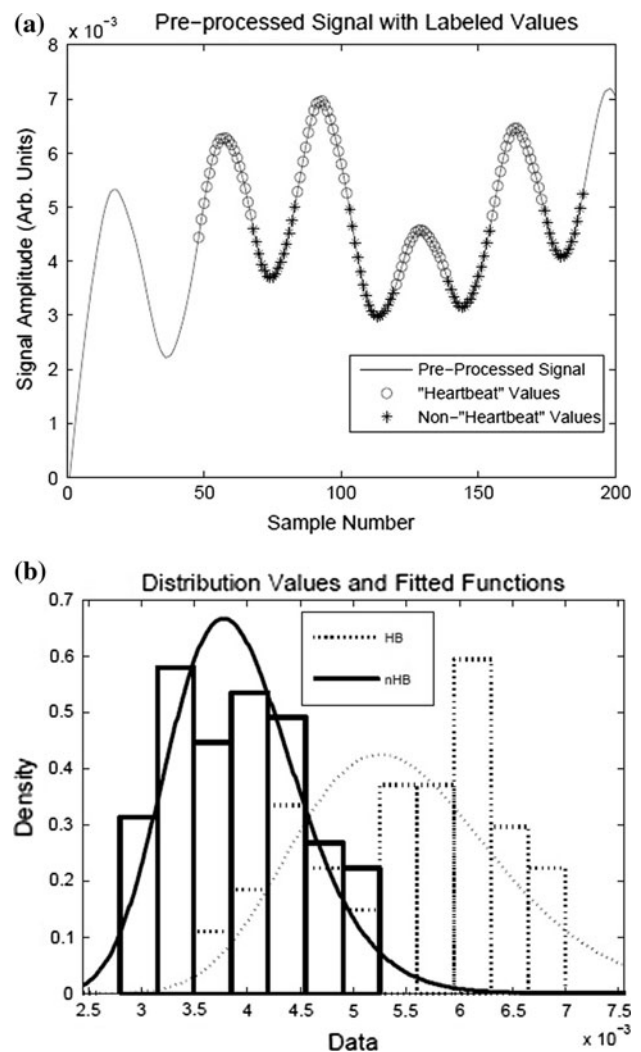 (a)
Pre-processed Signal with Labeled Values
× 10⁻³
8
7
6
5
4
3
2
1
0
Signal Amplitude (Arb. Units)
Pre-Processed Signal
"Heartbeat" Values
Non-"Heartbeat" Values
0 50 100 150 200
Sample Number
(b)
Distribution Values and Fitted Functions
0.7
0.6
0.5
0.4
0.3
0.2
0.1
0
Density
HB
nHB
2.5 3 3.5 4 4.5 5 5.5 6 6.5 7 7.5
Data
× 10⁻³